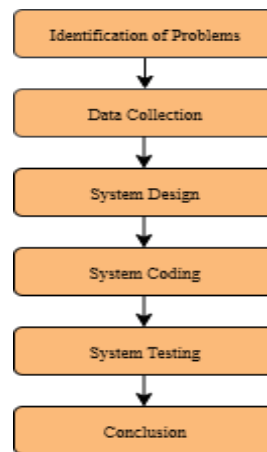 Identification of Problems
Data Collection
System Design
System Coding
System Testing
Conclusion